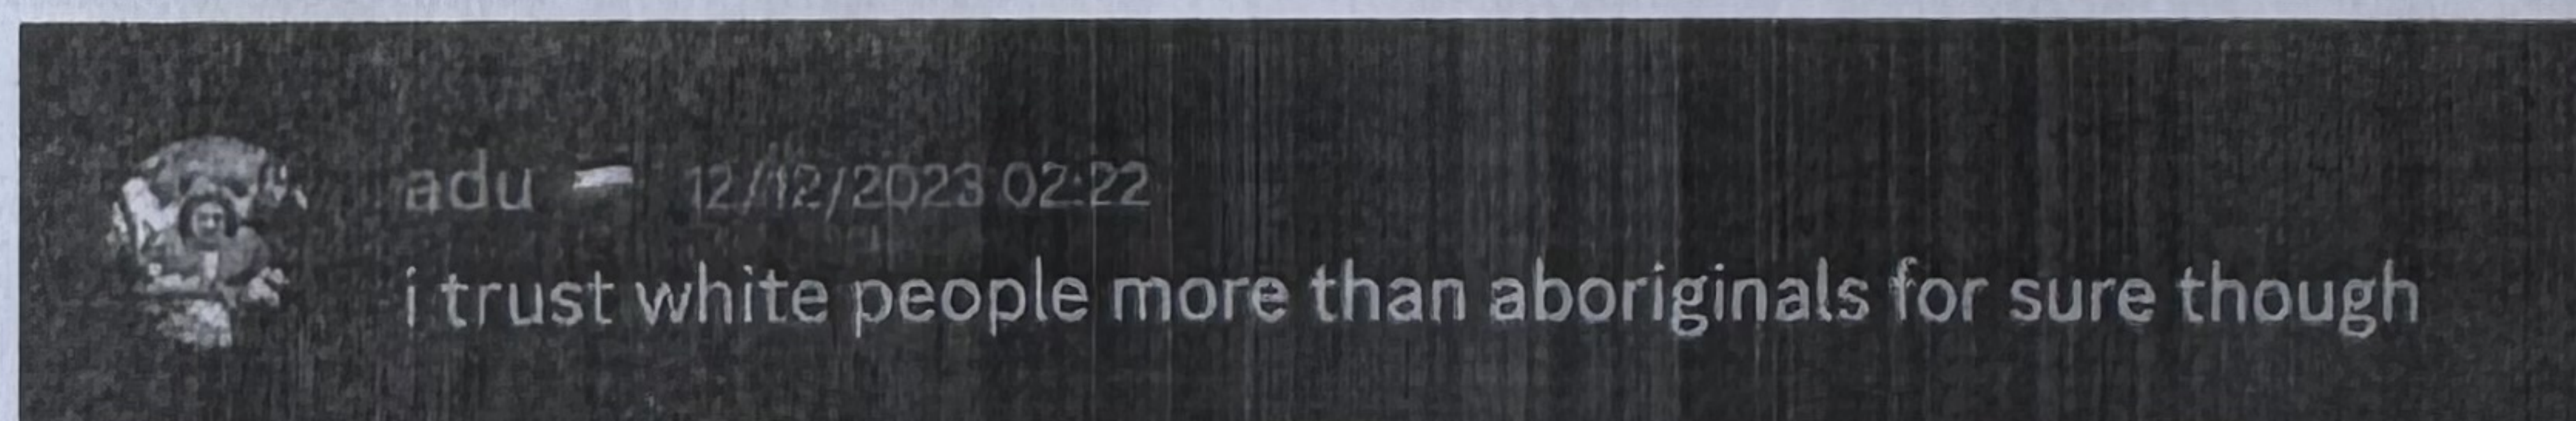 adu 12/12/2023 02:22
i trust white people more than aboriginals for sure though